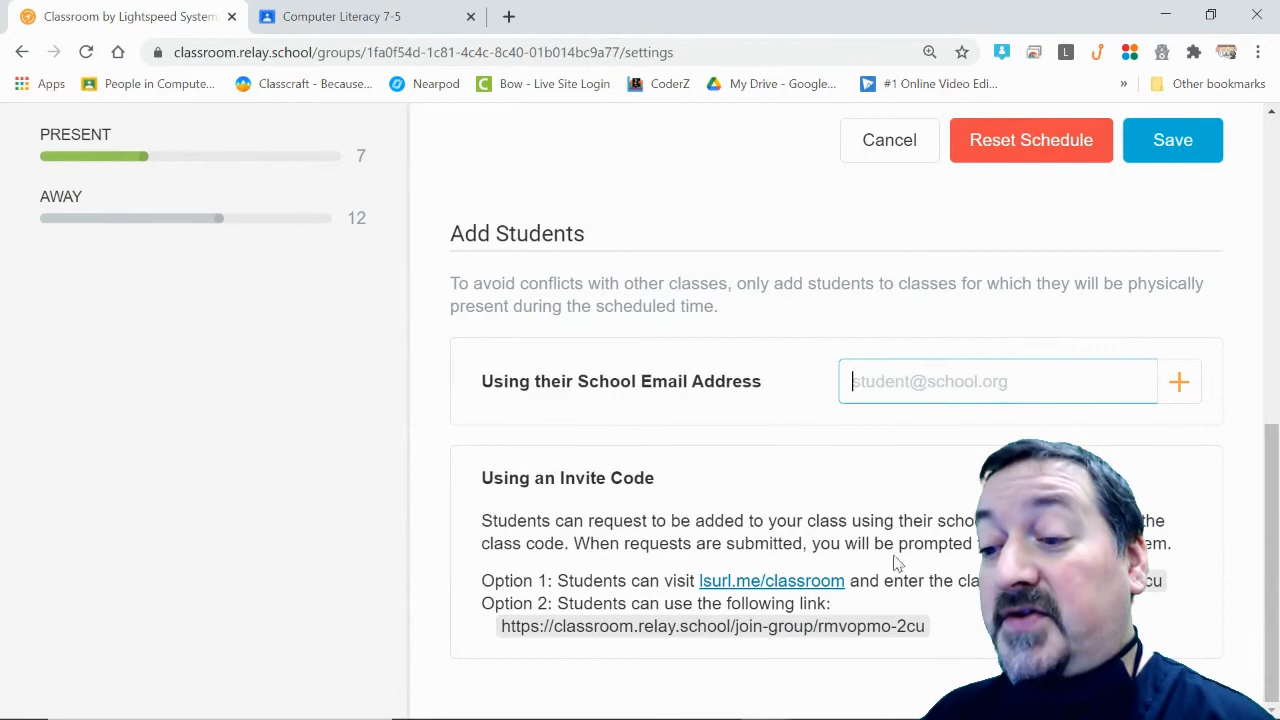 Classroom by Lightspeed System
Computer Literacy 7-5
classroom.relay.school/groups/1fa0f54d-1c81-4c4c-8c40-01b014bc9a77/settings
Apps
People in Compute...
Classcraft - Becaus...
Nearpod
Bow - Live Site Login
CoderZ
My Drive - Google...
#1 Online Video Edi...
»
Other bookmarks
PRESENT
7
AWAY
12
Cancel
Reset Schedule
Save
Add Students
To avoid conflicts with other classes, only add students to classes for which they will be physically
present during the scheduled time.
Using their School Email Address
student@school.org
+
Using an Invite Code
Students can request to be added to your class using their the
class code. When requests are submitted, you will be prompted
Option 1: Students can visit lsurl.me/classroom and enter the cu
Option 2: Students can use the following link:
https://classroom.relay.school/join-group/rmvopmo-2cu